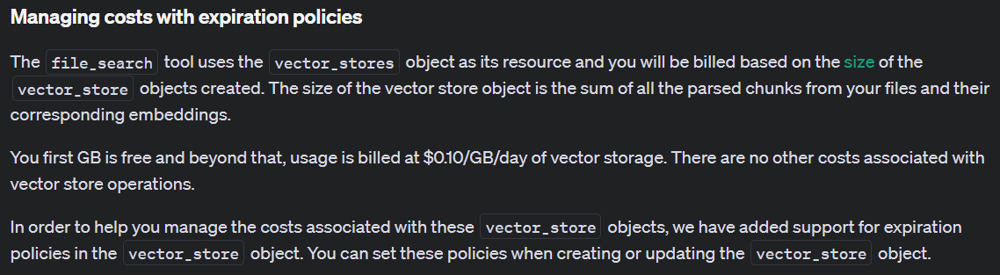 Managing costs with expiration policies
The file_search tool uses the vector_stores object as its resource and you will be billed based on the size of the
vector_store objects created. The size of the vector store object is the sum of all the parsed chunks from your files and their
corresponding embeddings.
You first GB is free and beyond that, usage is billed at $0.10/GB/day of vector storage. There are no other costs associated with
vector store operations.
In order to help you manage the costs associated with these vector_store objects, we have added support for expiration
policies in the vector_store object. You can set these policies when creating or updating the vector_store object.